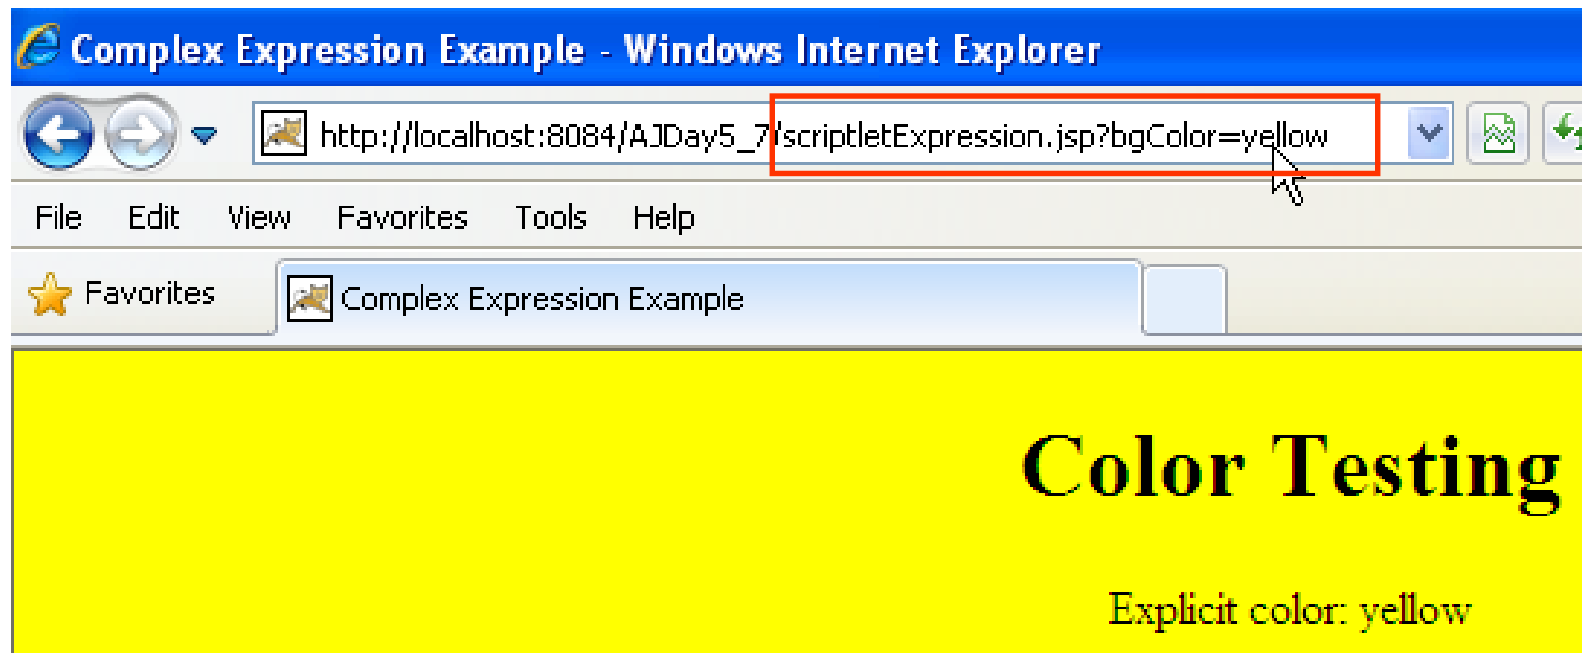 Complex Expression Example - Windows Internet Explorer
http://localhost:8084/AJDay5_7/scriptletExpression.jsp?bgColor=yellow
File Edit View Favorites Tools Help
Favorites Complex Expression Example
Color Testing
Explicit color: yellow